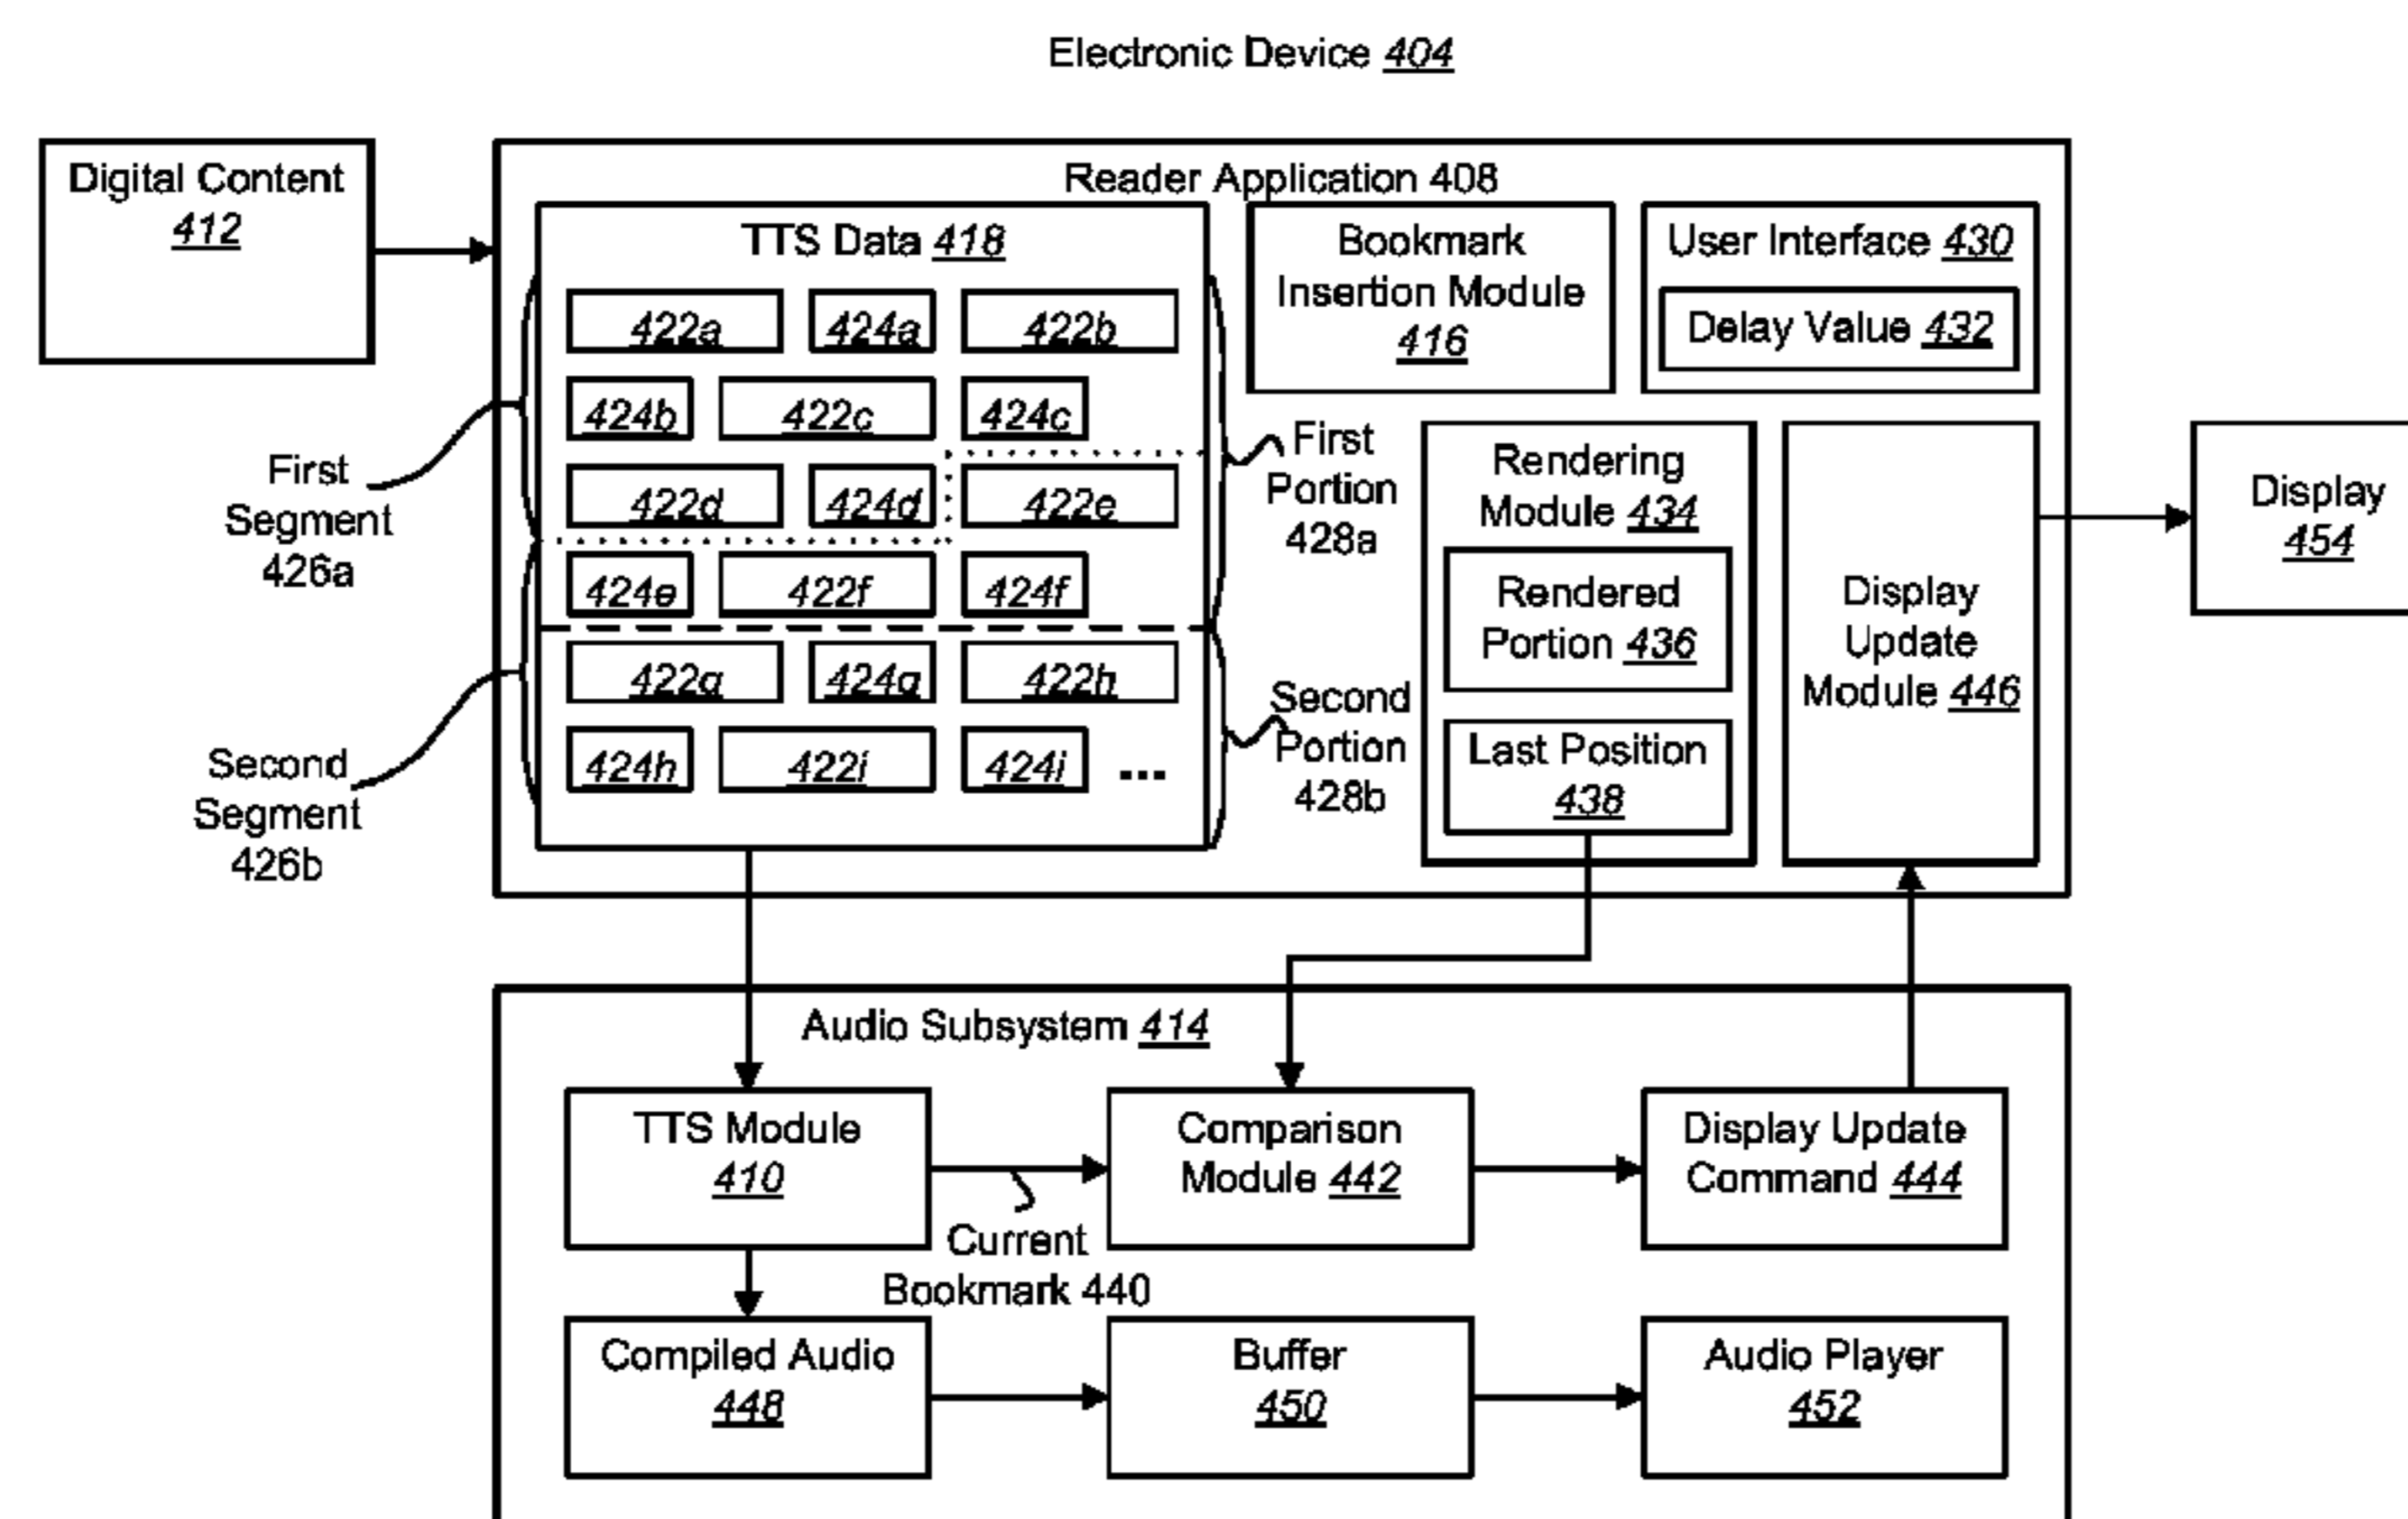 Electronic Device 404
Digital Content
412
Reader Application 408
TTS Data 418
422a 424a 422b
424b 422c 424c
422d 424d 422e
424e 422f 424f
422g 424g 422h
424h 422i 424i ...
First
Segment
426a
Second
Segment
426b
First
Portion
428a
Second
Portion
428b
Bookmark
Insertion Module
416
User Interface 430
Delay Value 432
Rendering
Module 434
Rendered
Portion 436
Last Position
438
Display
Update
Module 446
Display
454
Audio Subsystem 414
TTS Module
410
Current
Bookmark 440
Comparison
Module 442
Display Update
Command 444
Compiled Audio
448
Buffer
450
Audio Player
452